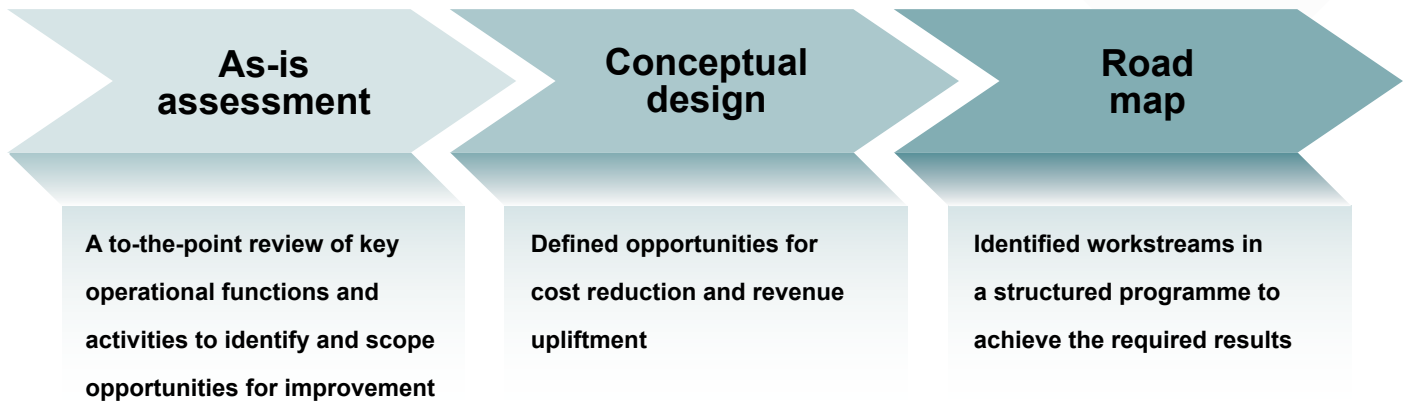 As-is
assessment
Conceptual
design
Road
map
A to-the-point review of key
operational functions and
activities to identify and scope
opportunities for improvement
Defined opportunities for
cost reduction and revenue
upliftment
Identified workstreams in
a structured programme to
achieve the required results